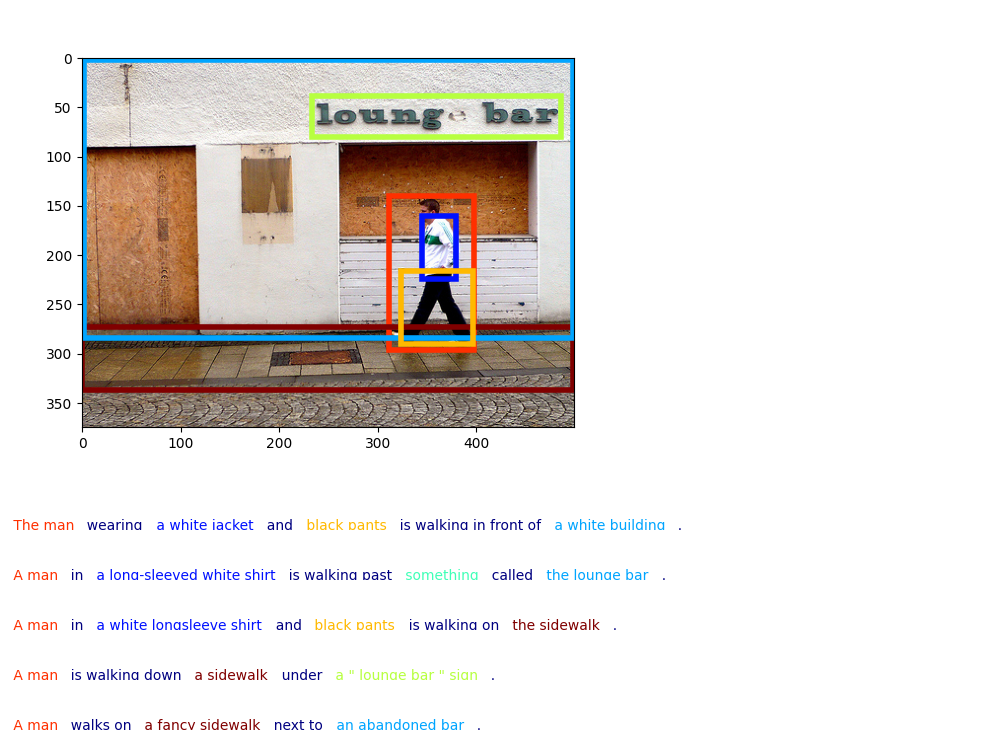 0
50
lounge bar
100
150
200
250
300
350
0 100 200 300 400
The man wearing a white jacket and black pants is walking in front of a white building .
A man in a long-sleeved white shirt is walking past something called the lounge bar .
A man in a white longsleeve shirt and black pants is walking on the sidewalk .
A man is walking down a sidewalk under a " lounge bar " sign .
A man walks on a fancy sidewalk next to an abandoned bar .